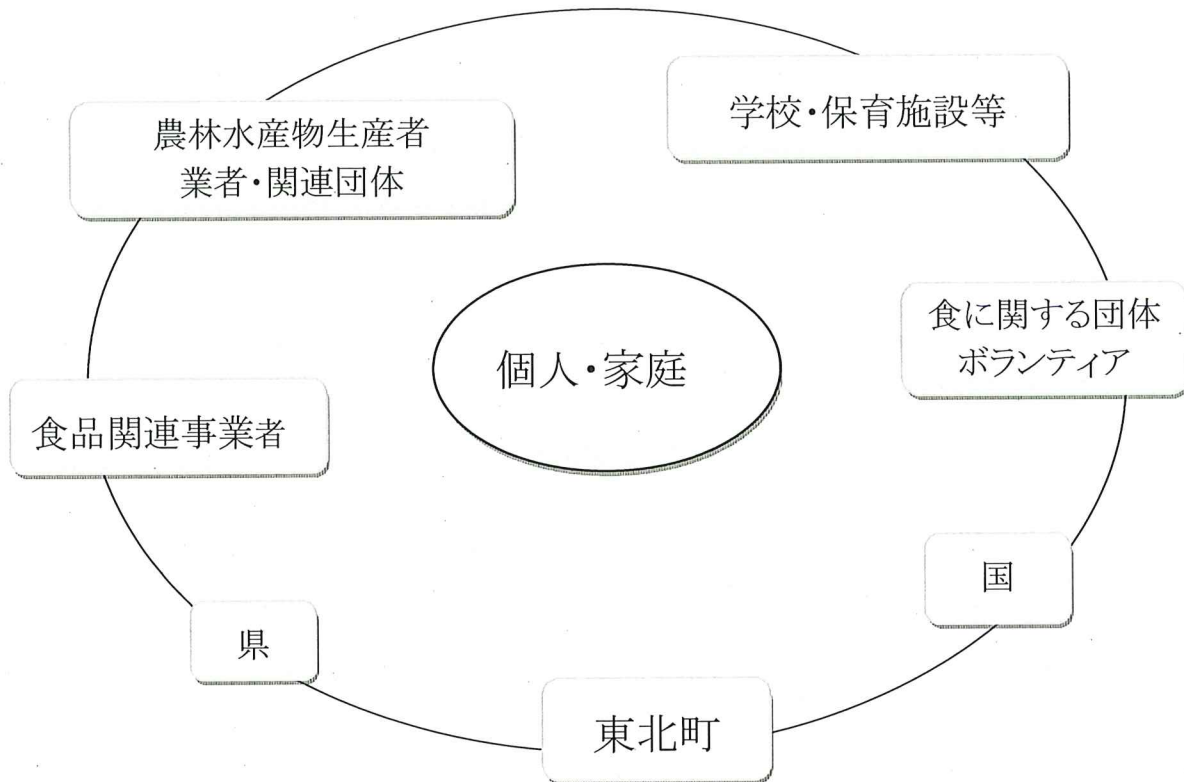 学校・保育施設等
農林水産物生産者
業者・関連団体
食に関する団体
ボランティア
個人・家庭
食品関連事業者
国
県
東北町